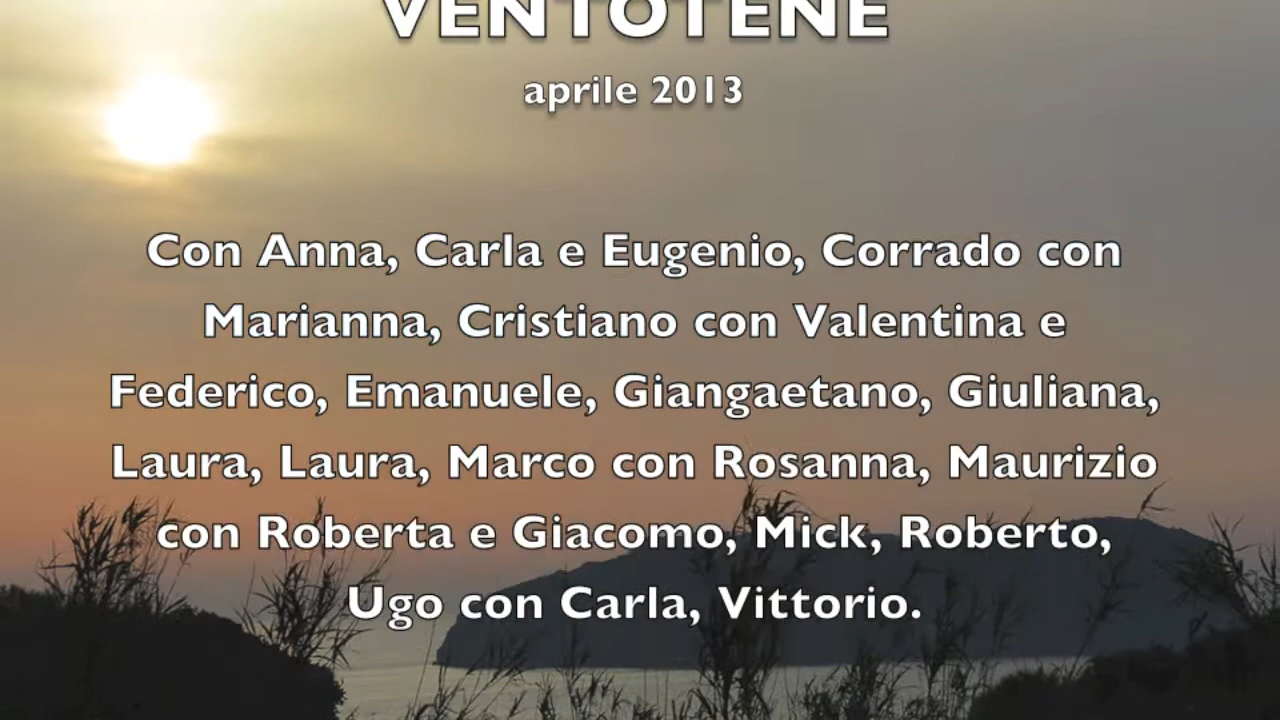 VENTOTENE
aprile 2013
Con Anna, Carla e Eugenio, Corrado con
Marianna, Cristiano con Valentina e
Federico, Emanuele, Giangaetano, Giuliana,
Laura, Laura, Marco con Rosanna, Maurizio
con Roberta e Giacomo, Mick, Roberto,
Ugo con Carla, Vittorio.